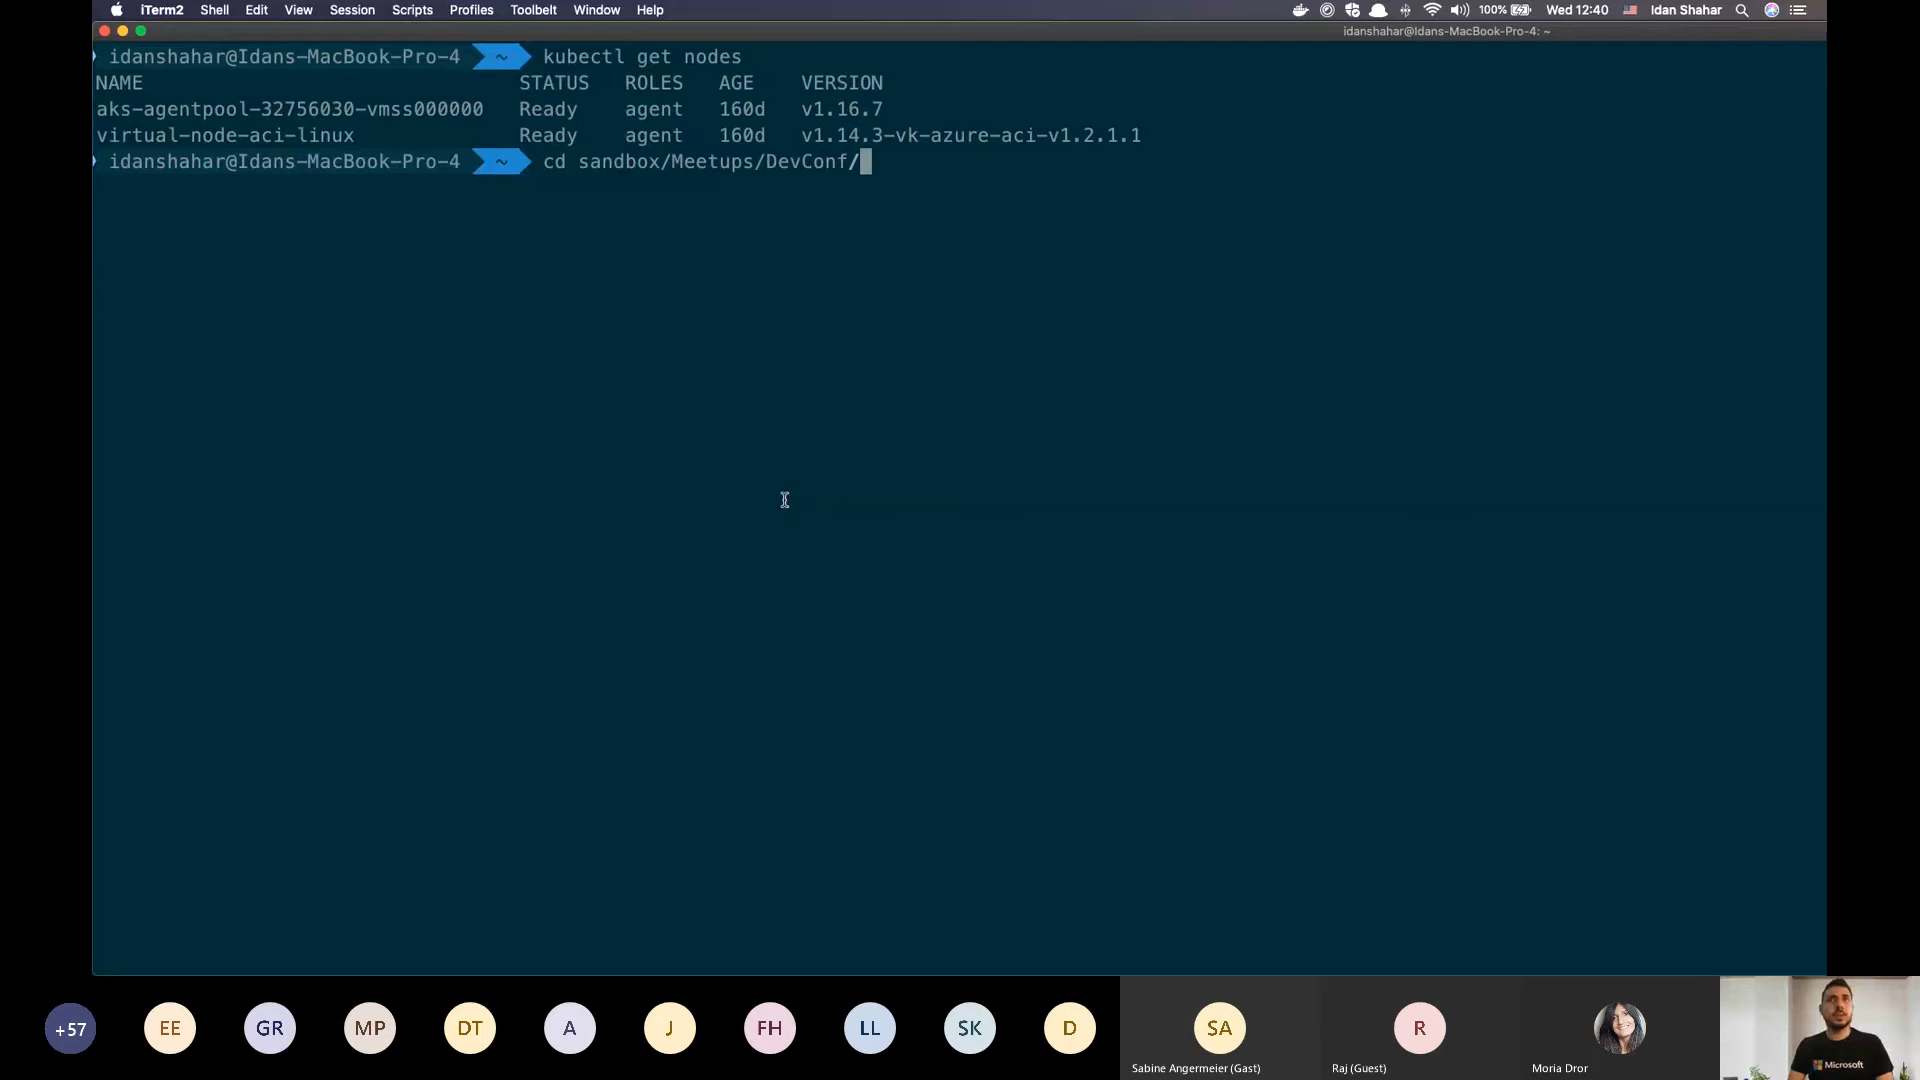 iTerm2 Shell Edit View Session Scripts Profiles Toolbelt Window Help 100% Wed 12:40 Idan Shahar
idanshahar@Idans-MacBook-Pro-4: ~
idanshahar@Idans-MacBook-Pro-4 ~ kubectl get nodes
NAME STATUS ROLES AGE VERSION
aks-agentpool-32756030-vmss000000 Ready agent 160d v1.16.7
virtual-node-aci-linux Ready agent 160d v1.14.3-vk-azure-aci-v1.2.1.1
idanshahar@Idans-MacBook-Pro-4 ~ cd sandbox/Meetups/DevConf/
+57 EE GR MP DT A J FH LL SK D SA R
Sabine Angermeier (Gast) Raj (Guest) Moria Dror
Microsoft